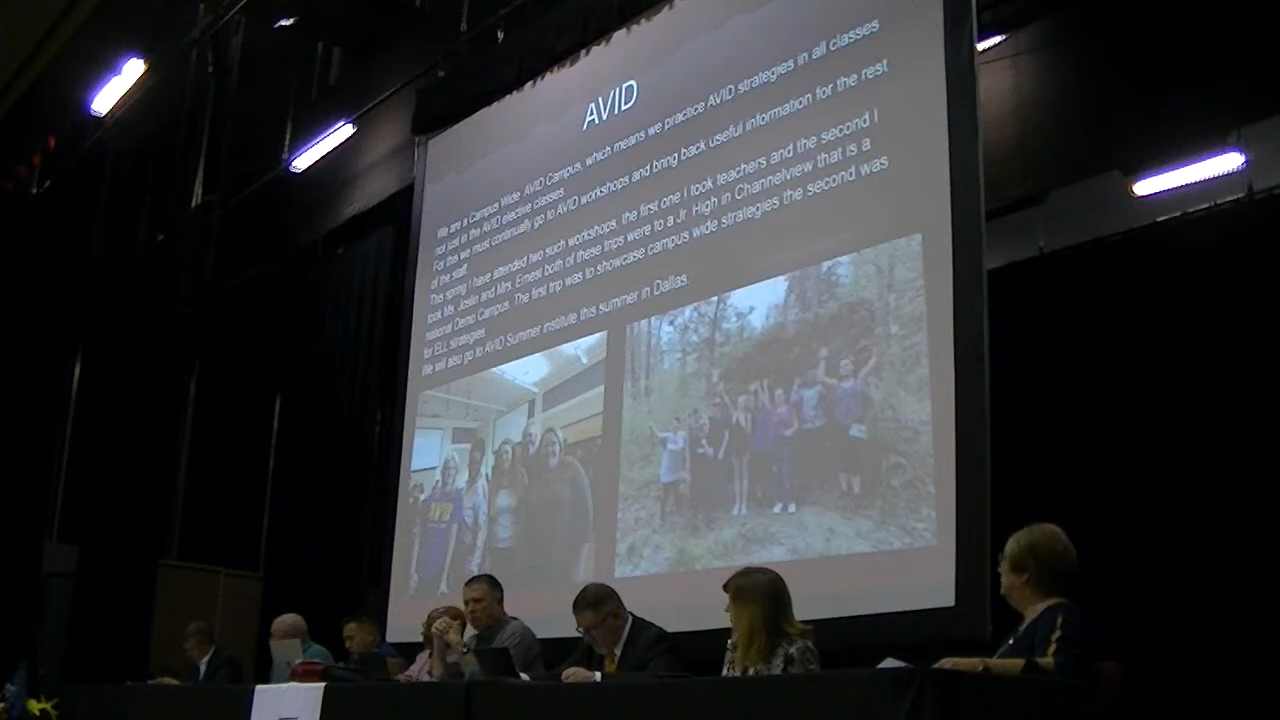 AVID
We are a Campus Wide AVID Campus, which means we practice AVID strategies in all classes
not just in the AVID elective classes.
For this we must continually go to AVID workshops and bring back useful information for the rest
of the staff.
This spring I have attended two such workshops, the first one I took teachers and the second I
took Ms. Joslin and Mrs. Ernest both of these trips were to a Jr. High in Channelview that is a
national Demo Campus. The first trip was to showcase campus wide strategies the second was
for ELL strategies.
We will also go to AVID Summer institute this summer in Dallas.